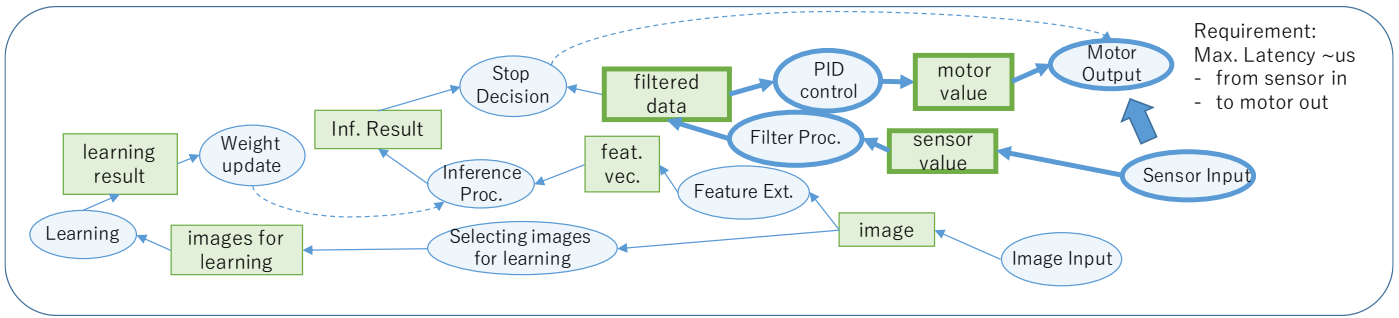 Requirement:
Max. Latency ~us
- from sensor in
- to motor out
Motor
Output
PID
control
motor
value
Stop
Decision
filtered
data
Filter Proc.
sensor
value
Sensor Input
Inf. Result
Weight
update
learning
result
feat.
vec.
Inference
Proc.
Feature Ext.
Learning
images for
learning
Selecting images
for learning
image
Image Input